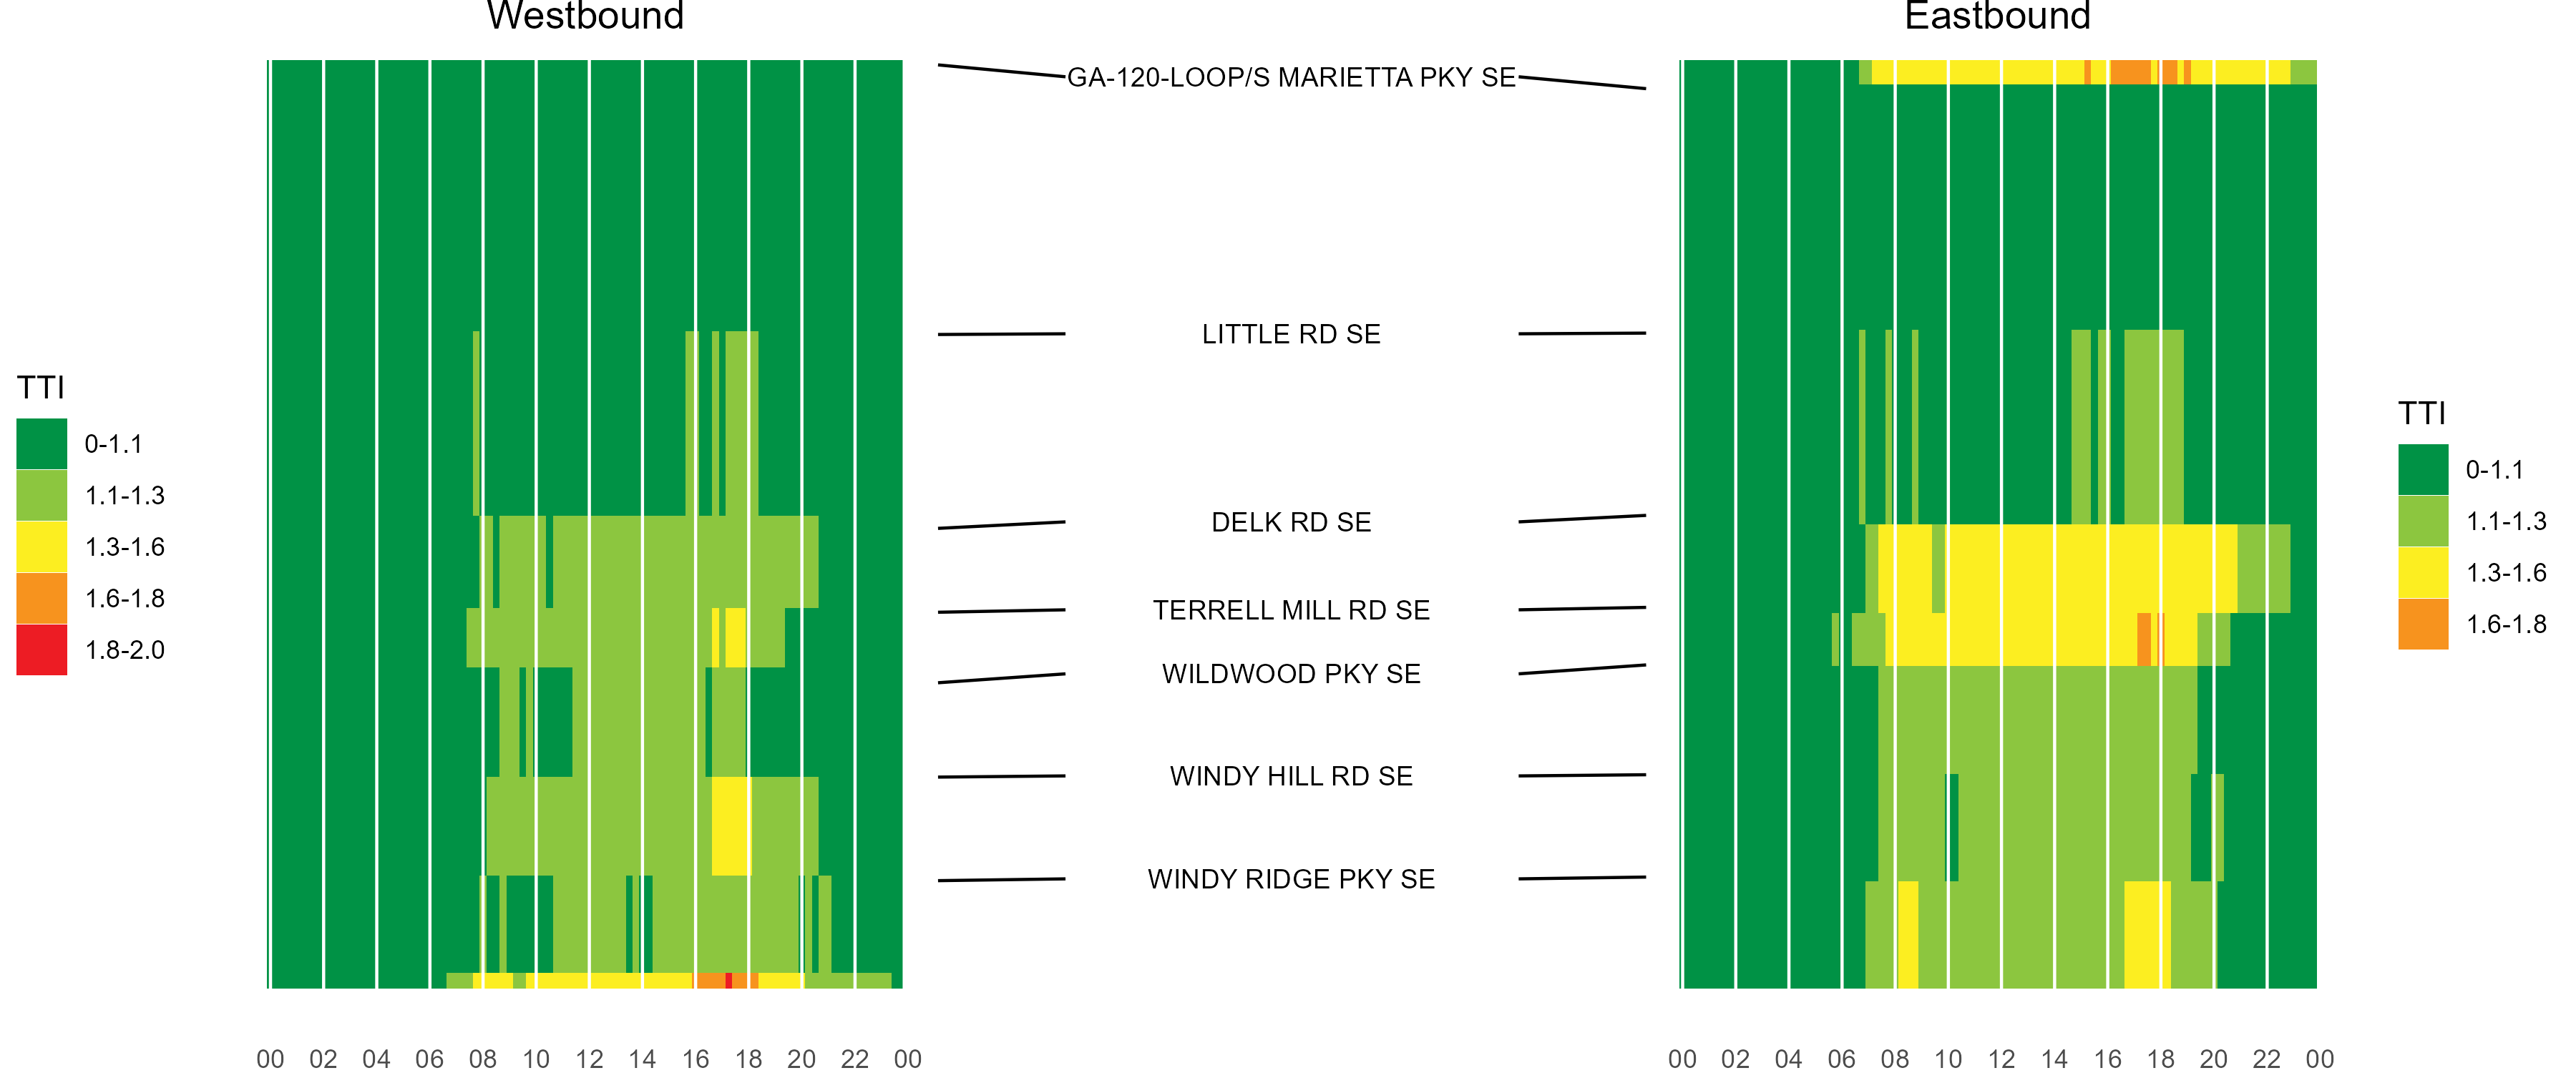 Westbound
Eastbound
GA-120-LOOP/S MARIETTA PKY SE
LITTLE RD SE
DELK RD SE
TERRELL MILL RD SE
WILDWOOD PKY SE
WINDY HILL RD SE
WINDY RIDGE PKY SE
TTI
0-1.1
1.1-1.3
1.3-1.6
1.6-1.8
1.8-2.0
TTI
0-1.1
1.1-1.3
1.3-1.6
1.6-1.8
00 02 04 06 08 10 12 14 16 18 20 22 00
00 02 04 06 08 10 12 14 16 18 20 22 00